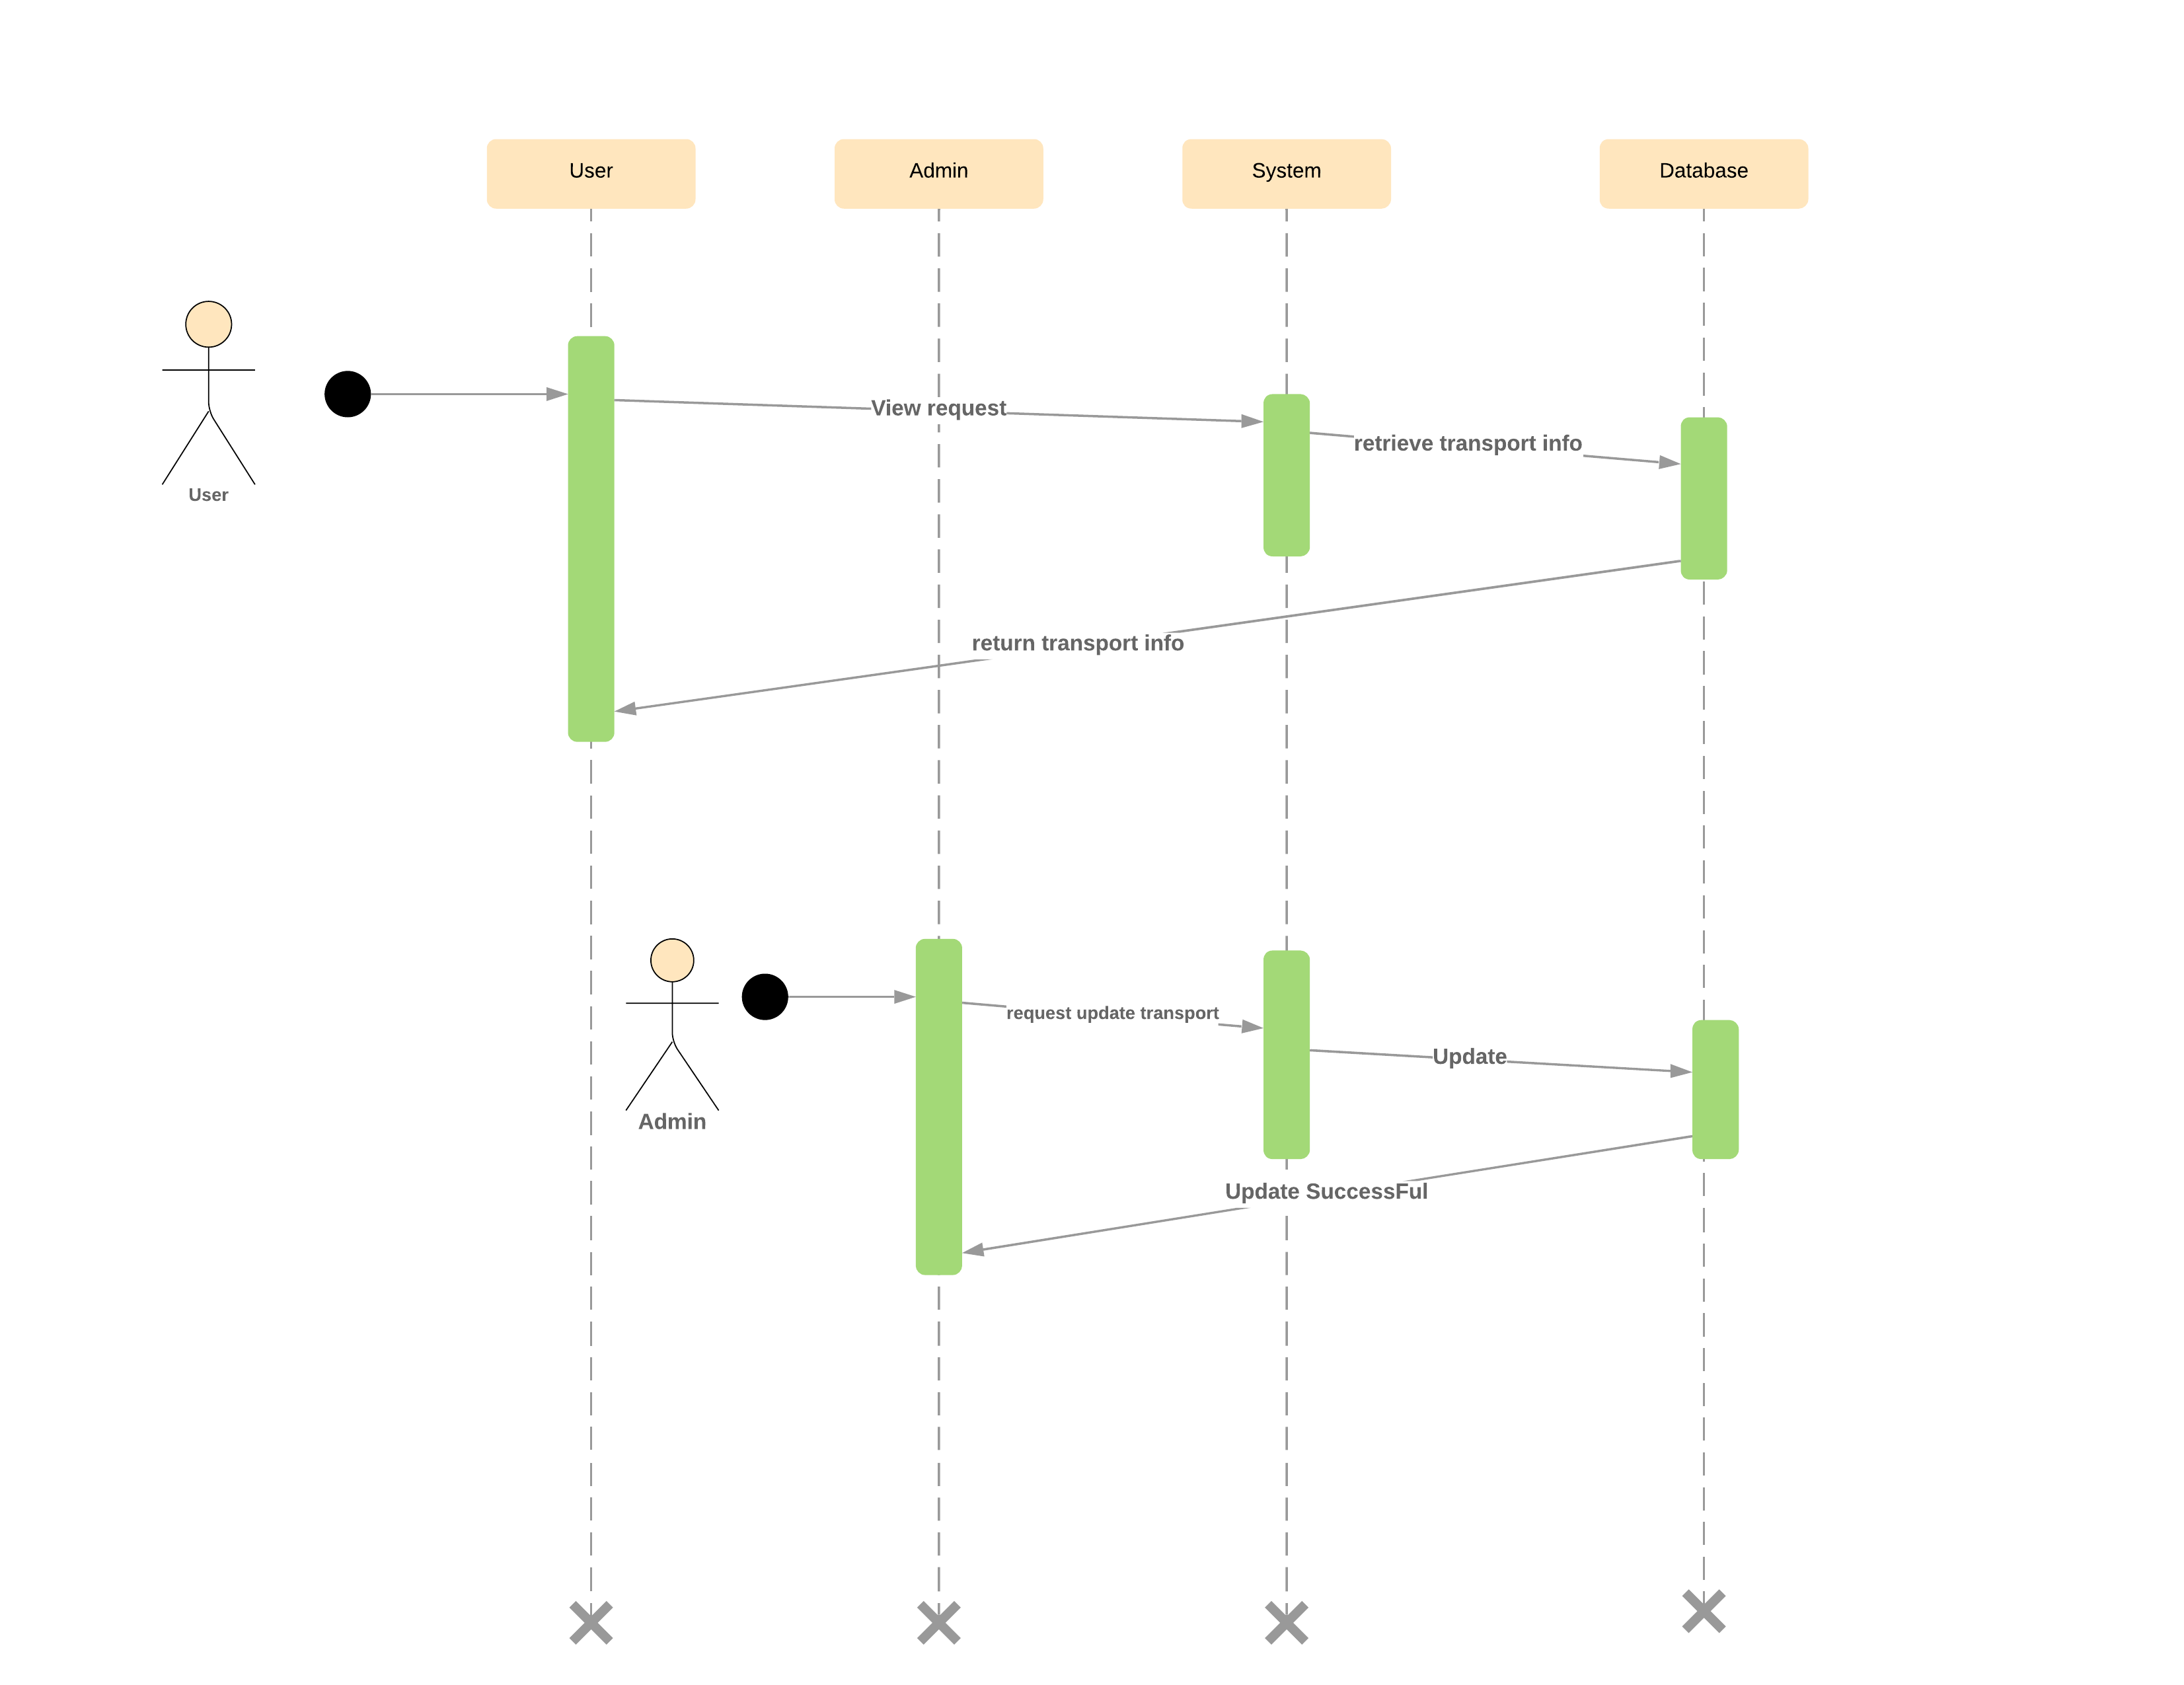 User
Admin
System
Database
View request
retrieve transport info
User
return transport info
request update transport
Update
Admin
Update SuccessFul